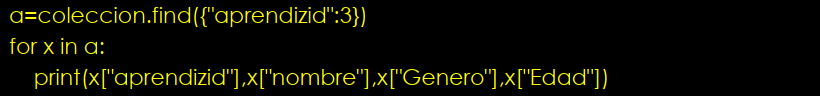 a=coleccion.find({"aprendizid":3})
for x in a:
    print(x["aprendizid"],x["nombre"],x["Genero"],x["Edad"])